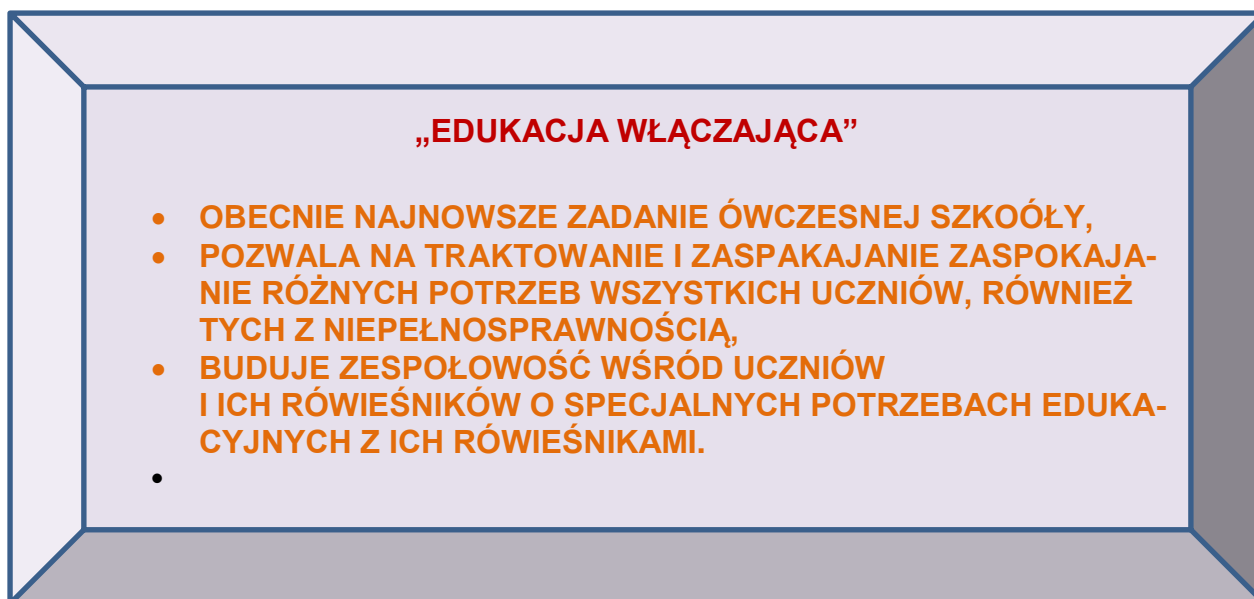 „EDUKACJA WŁĄCZAJĄCA”
• OBECNIE NAJNOWSZE ZADANIE ÓWCZESNEJ SZKOÓŁY,
• POZWALA NA TRAKTOWANIE I ZASPAKAJANIE ZASPOKAJA-
NIE RÓŻNYCH POTRZEB WSZYSTKICH UCZNIÓW, RÓWNIEŻ
TYCH Z NIEPEŁNOSPRAWNOŚCIĄ,
• BUDUJE ZESPOŁOWOŚĆ WŚRÓD UCZNIÓW
I ICH RÓWIEŚNIKÓW O SPECJALNYCH POTRZEBACH EDUKA-
CYJNYCH Z ICH RÓWIEŚNIKAMI.
•